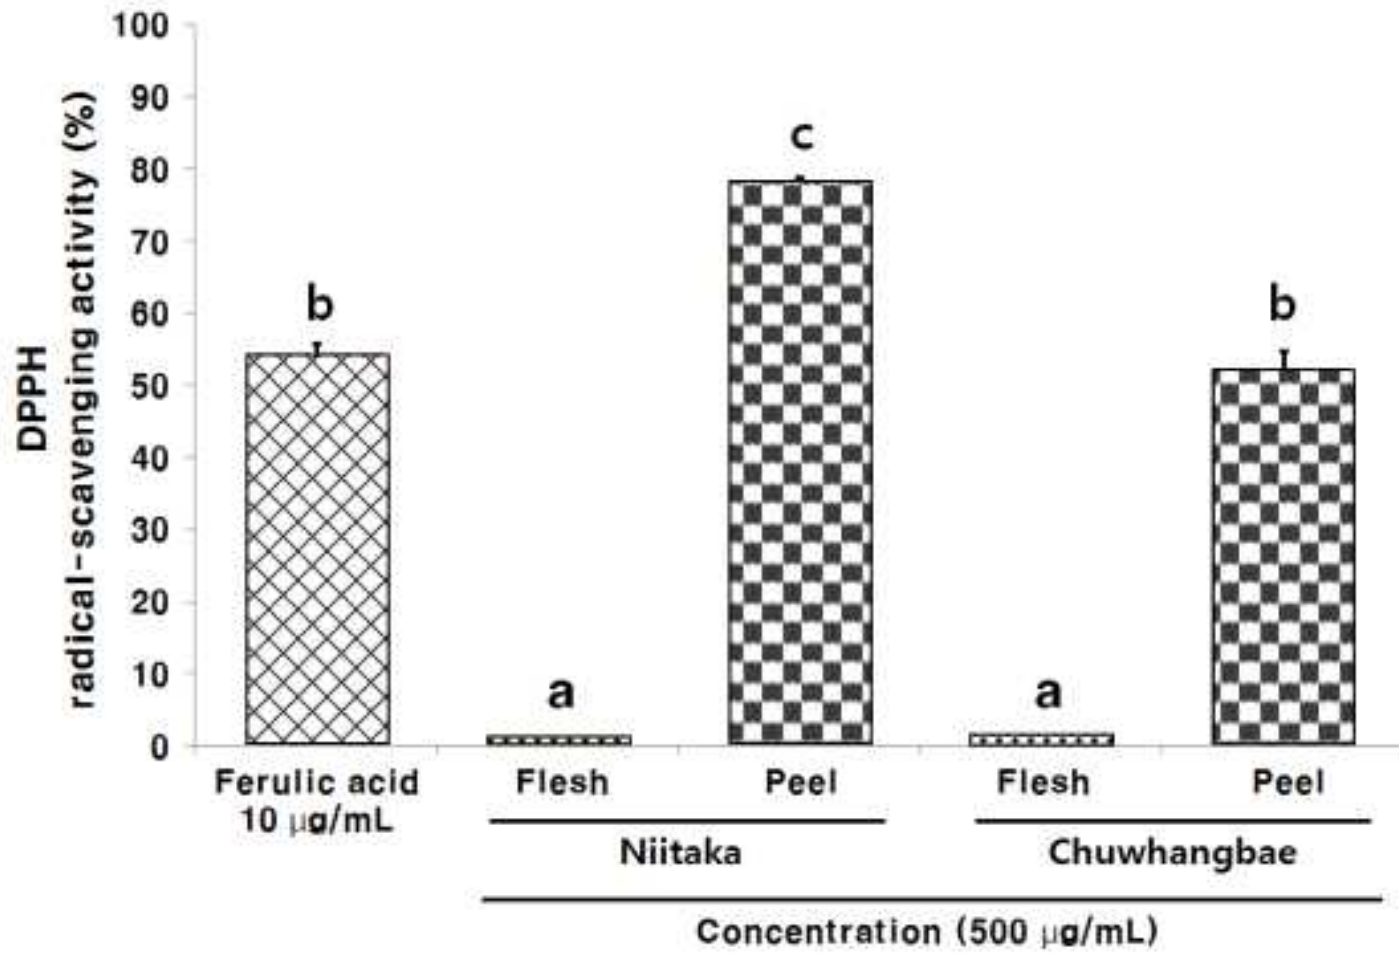 DPPH
radical-scavenging activity (%)
100
90
80
70
60
50
40
30
20
10
0
b
a
c
a
b
Ferulic acid
10 μg/mL
Flesh
Peel
Flesh
Peel
Niitaka
Chuwhangbae
Concentration (500 μg/mL)